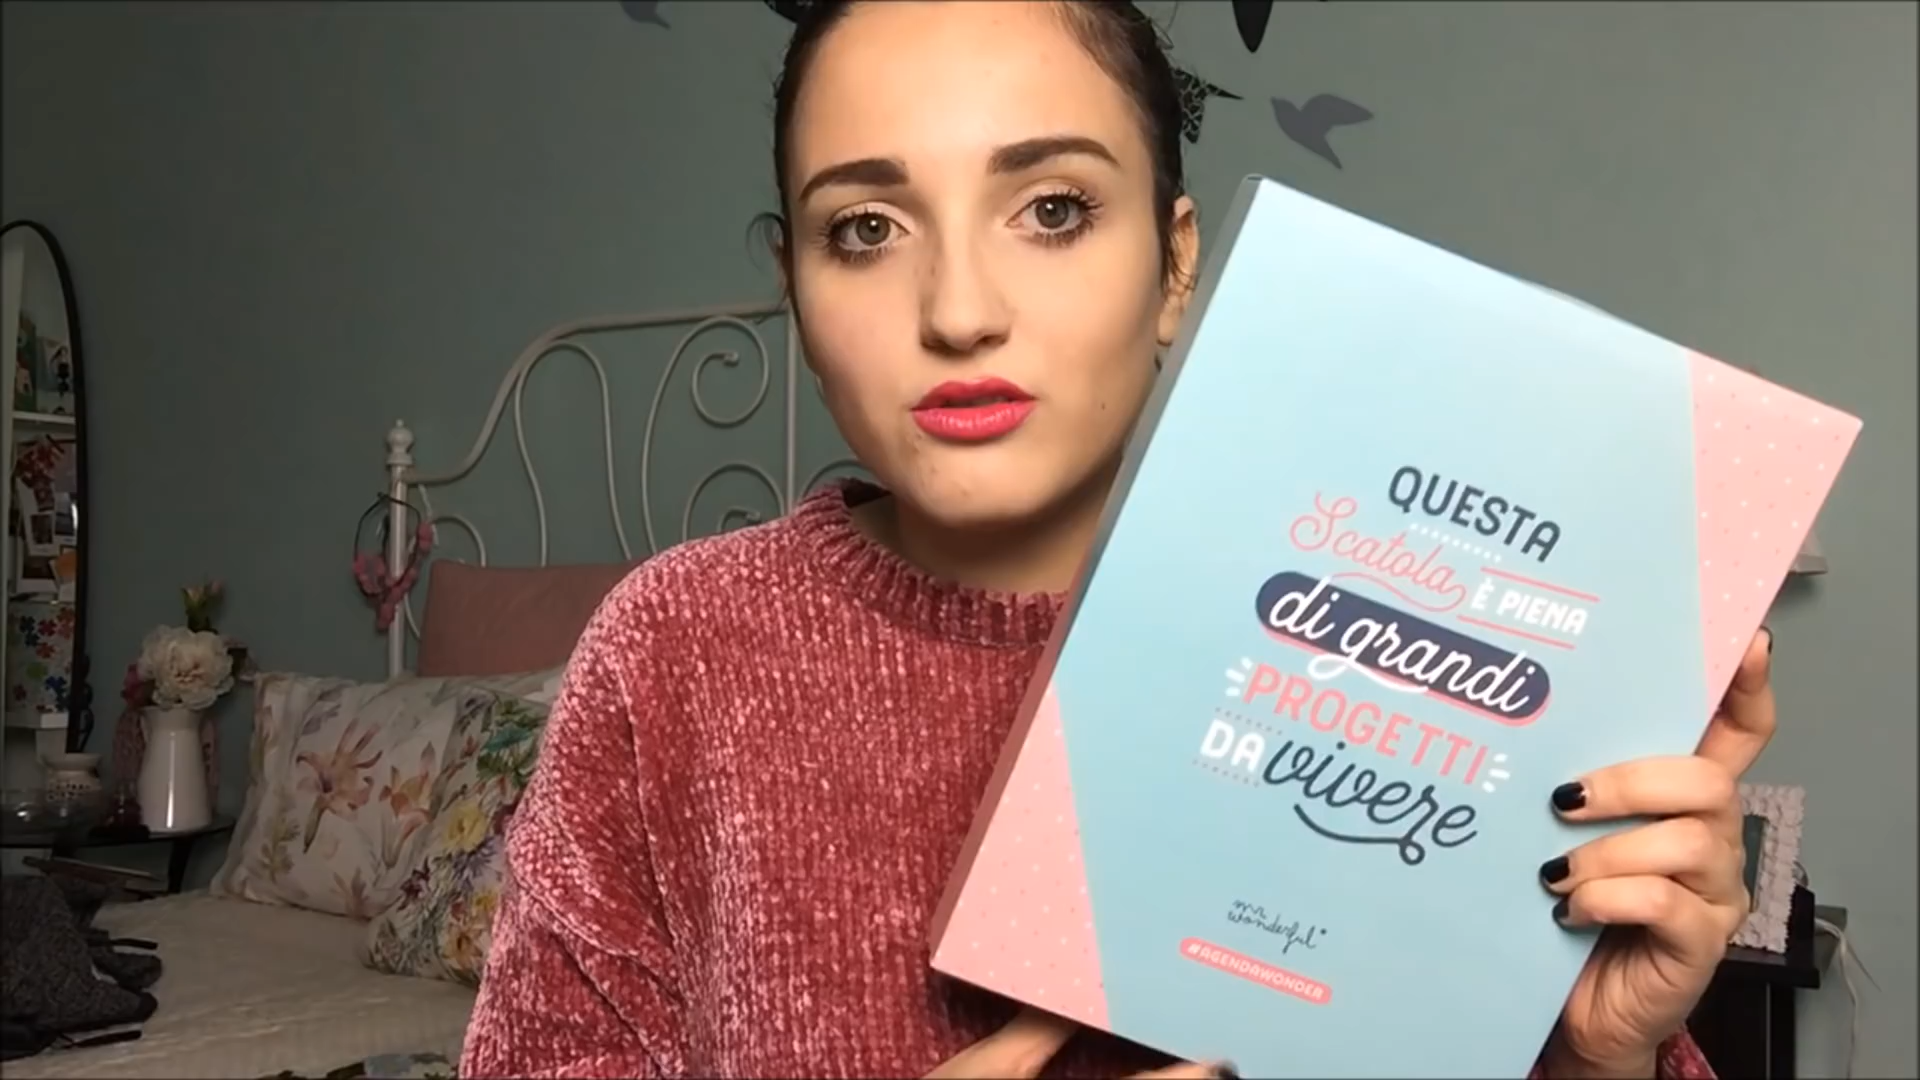 QUESTA
Scatola È PIENA
di grandi
PROGETTI
DA vivere
mr.
wonderful*
#AGENDAWONDER